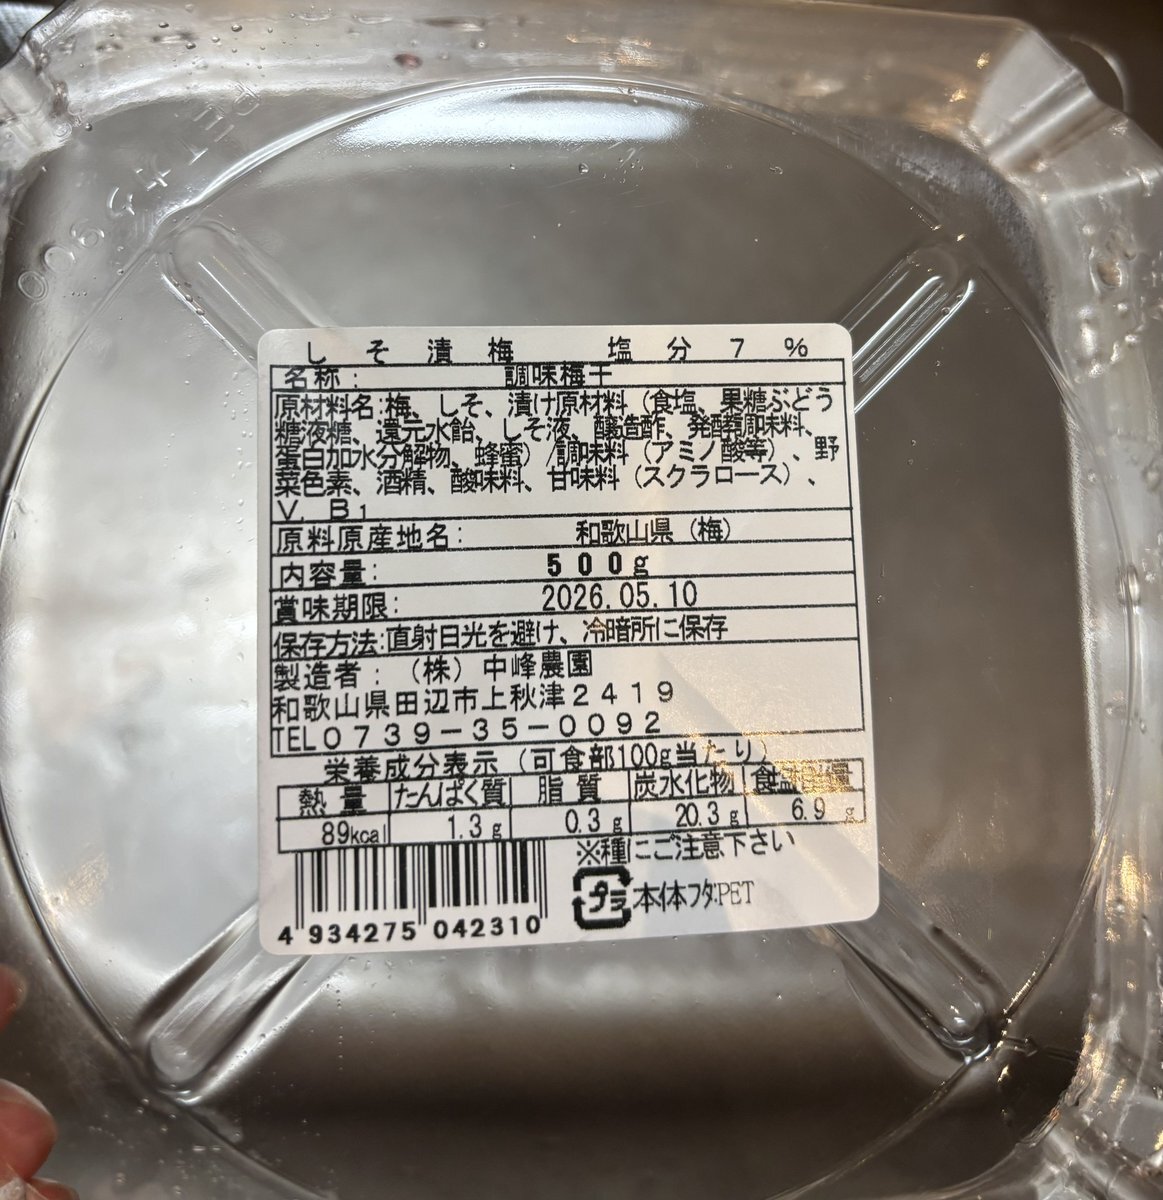 PET45 900
しそ漬梅 塩分7%
名称: 調味梅干
原材料名:梅、しそ、漬け原材料(食塩、果糖ぶどう
糖液糖、還元水飴、しそ液、醸造酢、発酵調味料、
蛋白加水分解物、蜂蜜)/調味料(アミノ酸等)、野
菜色素、酒精、酸味料、甘味料(スクラロース)、
V.B1
原料原産地名: 和歌山県(梅)
内容量: 500g
賞味期限: 2026.05.10
保存方法:直射日光を避け、冷暗所に保存
製造者:(株)中峰農園
和歌山県田辺市上秋津2419
TEL0739-35-0092
栄養成分表示(可食部100g当たり)
熱量 たんぱく質 脂質 炭水化物 食塩相当量
89kcal 1.3g 0.3g 20.3g 6.9g
※種にご注意下さい
プラ 本体フタ:PET
4 934275 042310